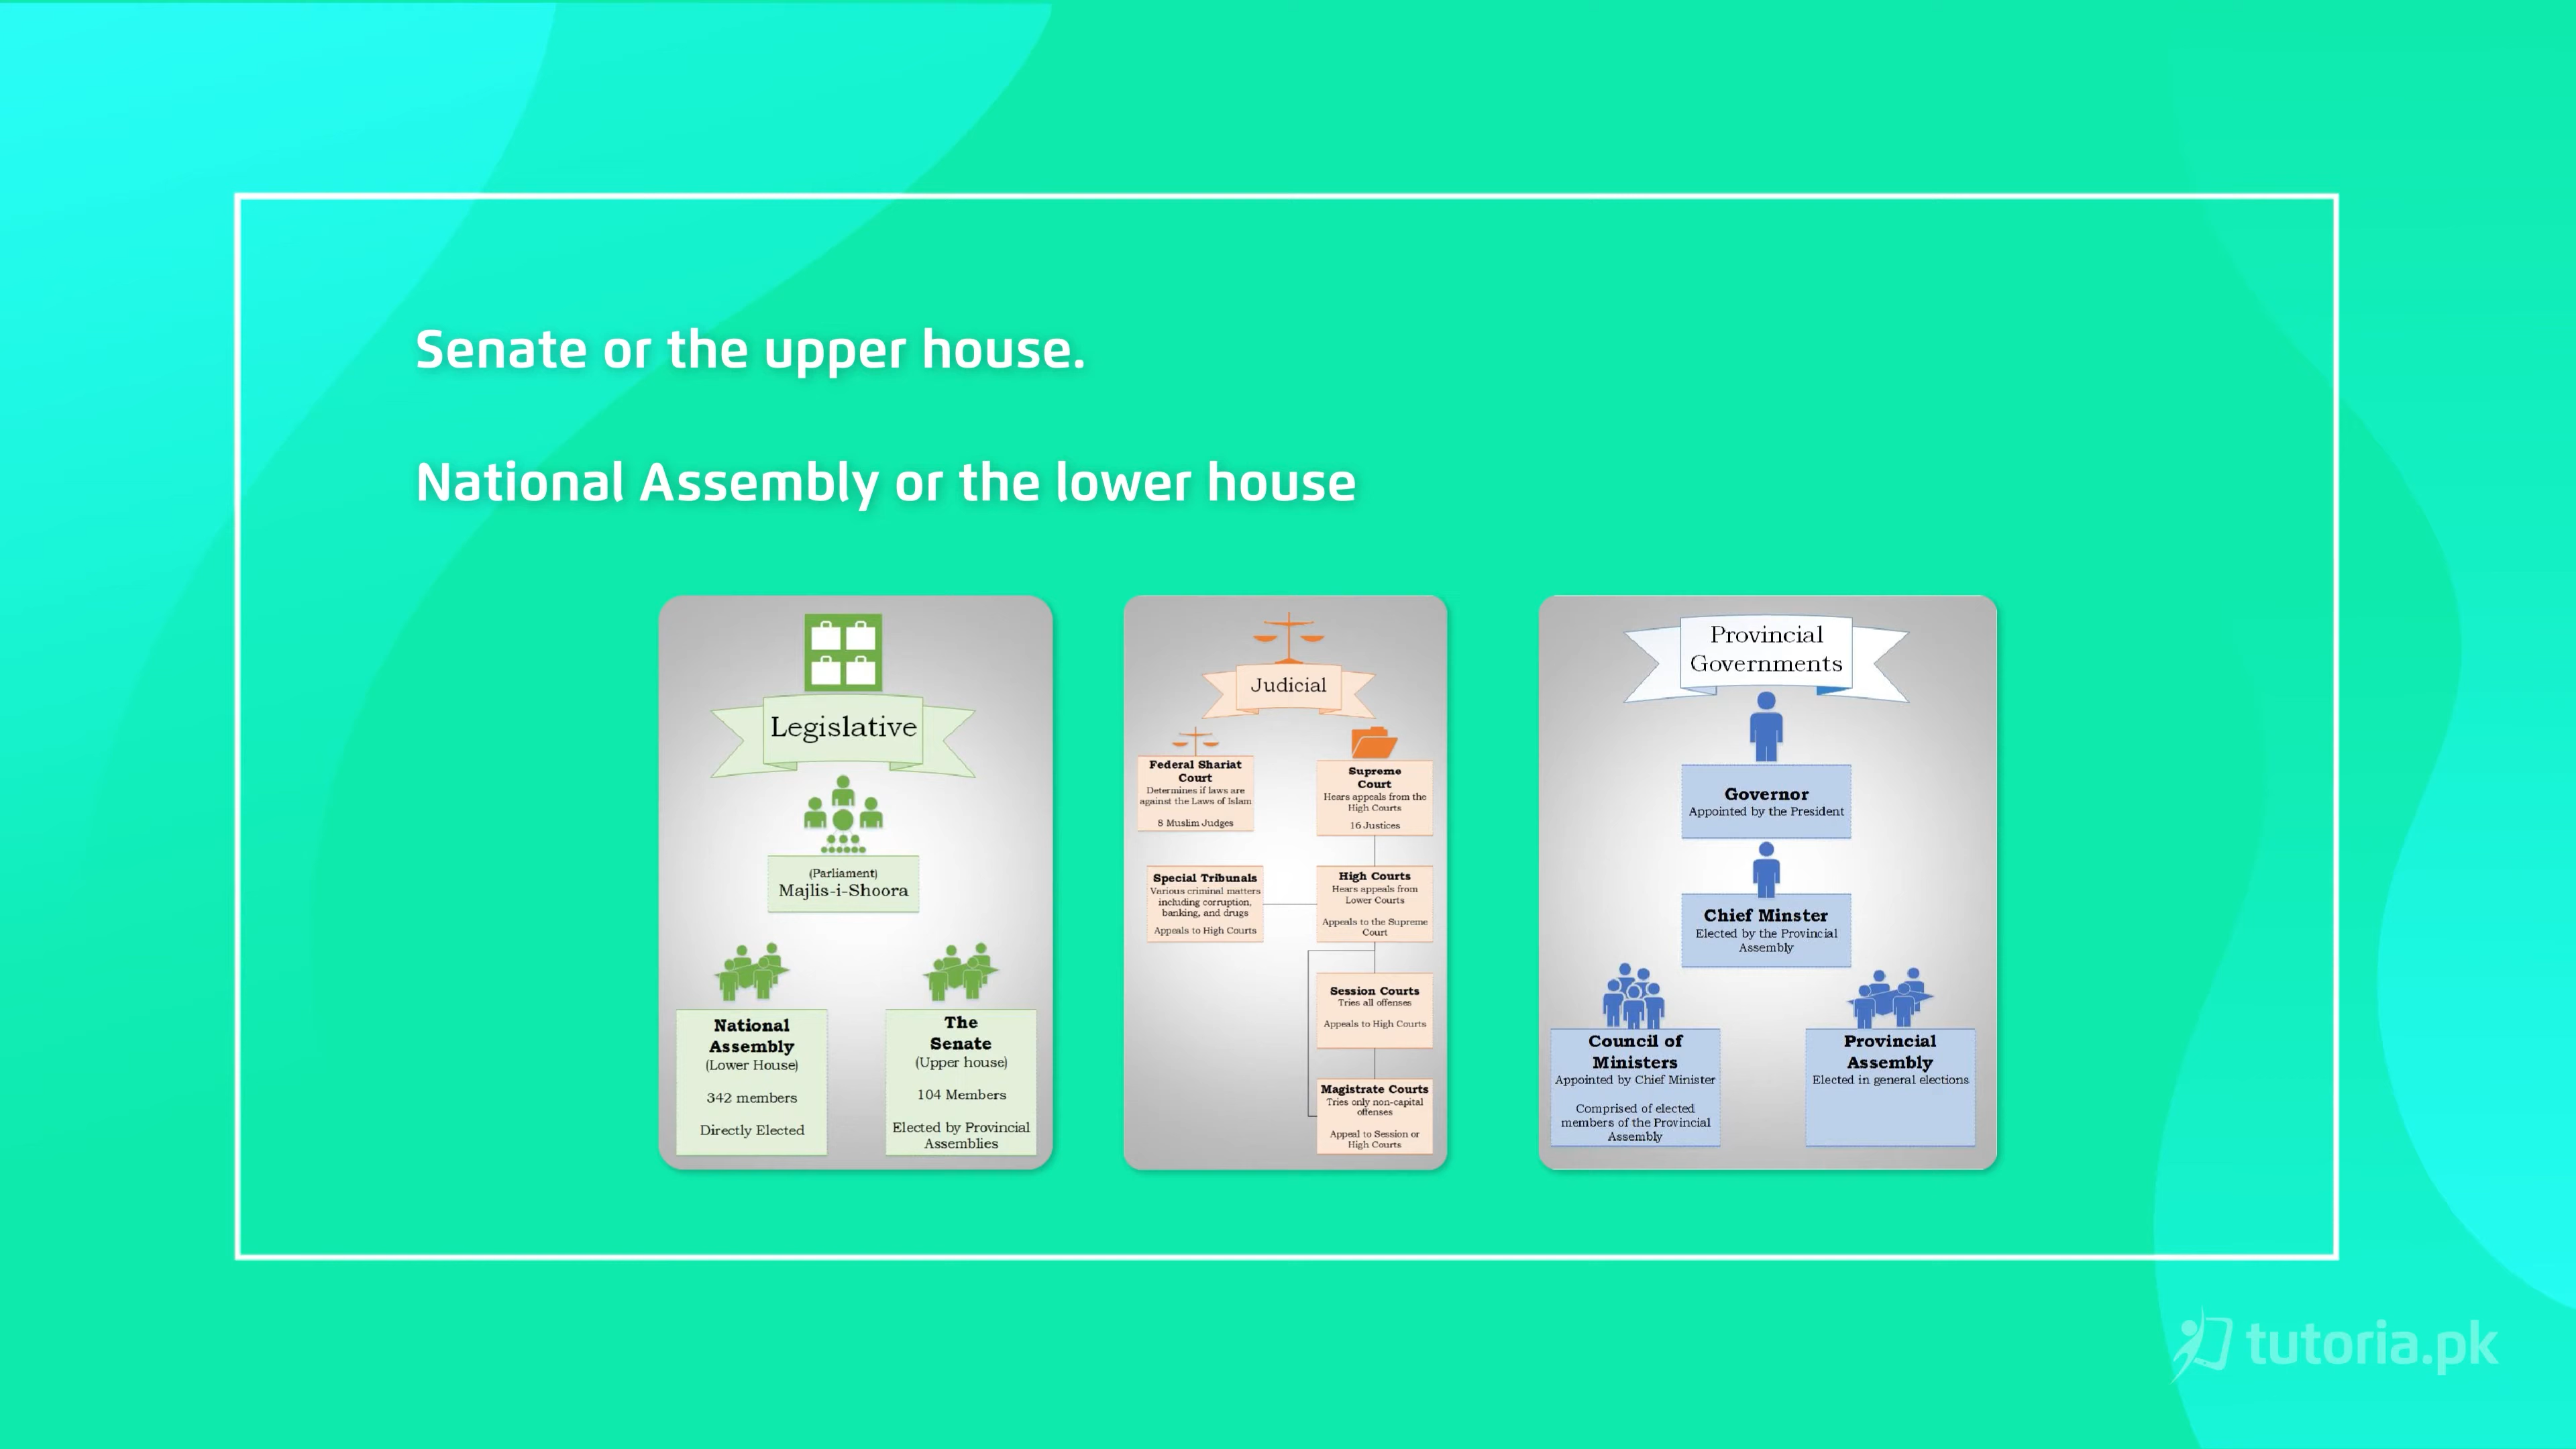 Senate or the upper house.
National Assembly or the lower house
Legislative
(Parliament)
Majlis-i-Shoora
National
Assembly
(Lower House)
342 members
Directly Elected
The
Senate
(Upper house)
104 Members
Elected by Provincial
Assemblies
Judicial
Federal Shariat
Court
Determines if laws are
against the Laws of Islam
8 Muslim Judges
Supreme
Court
Hears appeals from the
High Courts
16 Justices
Special Tribunals
Various criminal matters
including corruption,
banking, and drugs
Appeals to High Courts
High Courts
Hears appeals from
Lower Courts
Appeals to the Supreme
Court
Session Courts
Tries all offenses
Appeals to High Courts
Magistrate Courts
Tries only non-capital
offenses
Appeal to Session or
High Courts
Provincial
Governments
Governor
Appointed by the President
Chief Minster
Elected by the Provincial
Assembly
Council of
Ministers
Appointed by Chief Minister
Comprised of elected
members of the Provincial
Assembly
Provincial
Assembly
Elected in general elections
tutoria.pk